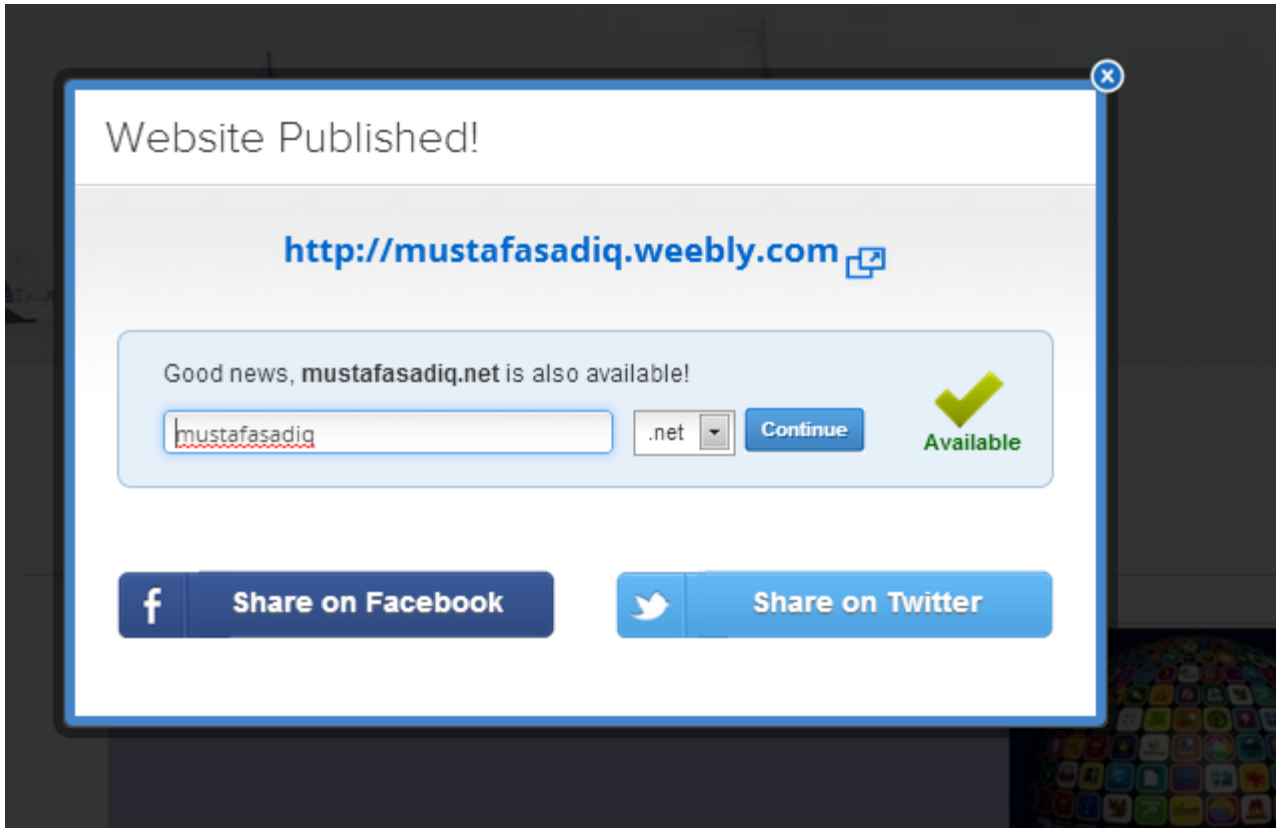 Website Published!
http://mustafasadiq.weebly.com
Good news, mustafasadiq.net is also available!
mustafasadiq
.net
Continue
Available
Share on Facebook
Share on Twitter